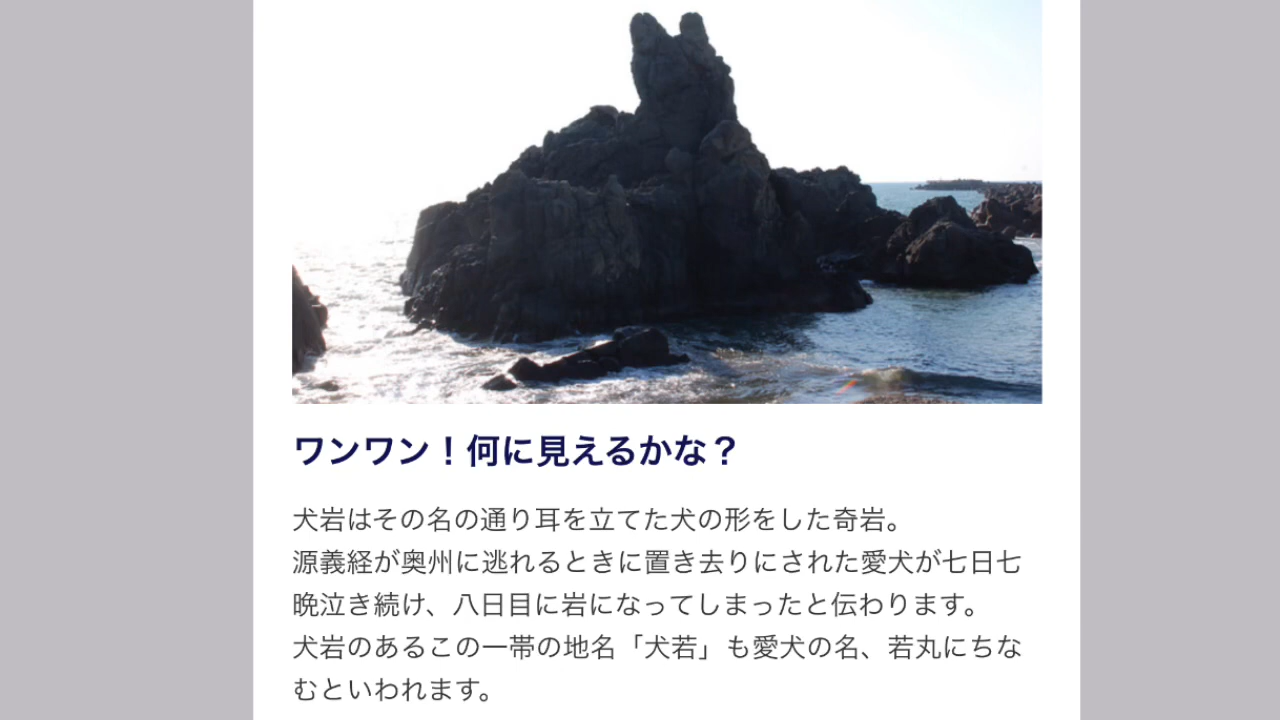 ワンワン！何に見えるかな？
犬岩はその名の通り耳を立てた犬の形をした奇岩。
源義経が奥州に逃れるときに置き去りにされた愛犬が七日七
晩泣き続け、八日目に岩になってしまったと伝わります。
犬岩のあるこの一帯の地名「犬若」も愛犬の名、若丸にちな
むといわれます。